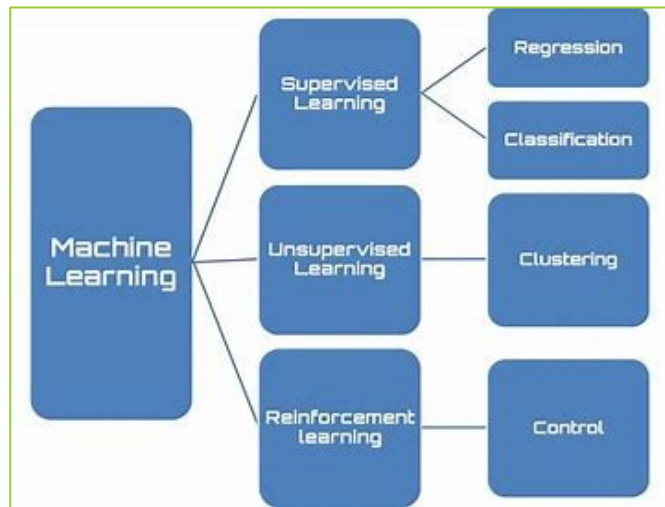 Machine
Learning
Supervised
Learning
Regression
Classification
Unsupervised
Learning
Clustering
Reinforcement
learning
Control